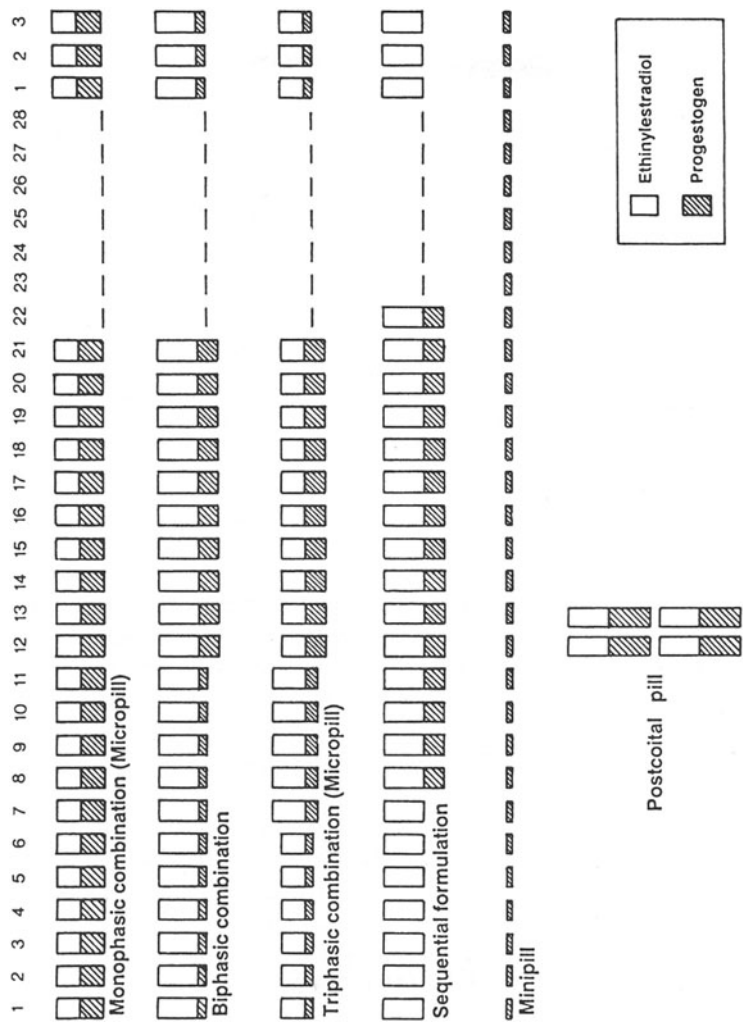 1 2 3 4 5 6 7 8 9 10 11 12 13 14 15 16 17 18 19 20 21 22 23 24 25 26 27 28 1 2 3
Monophasic combination (Micropill)
Biphasic combination
Triphasic combination (Micropill)
Sequential formulation
Minipill
Postcoital pill
Ethinylestradiol
Progestogen